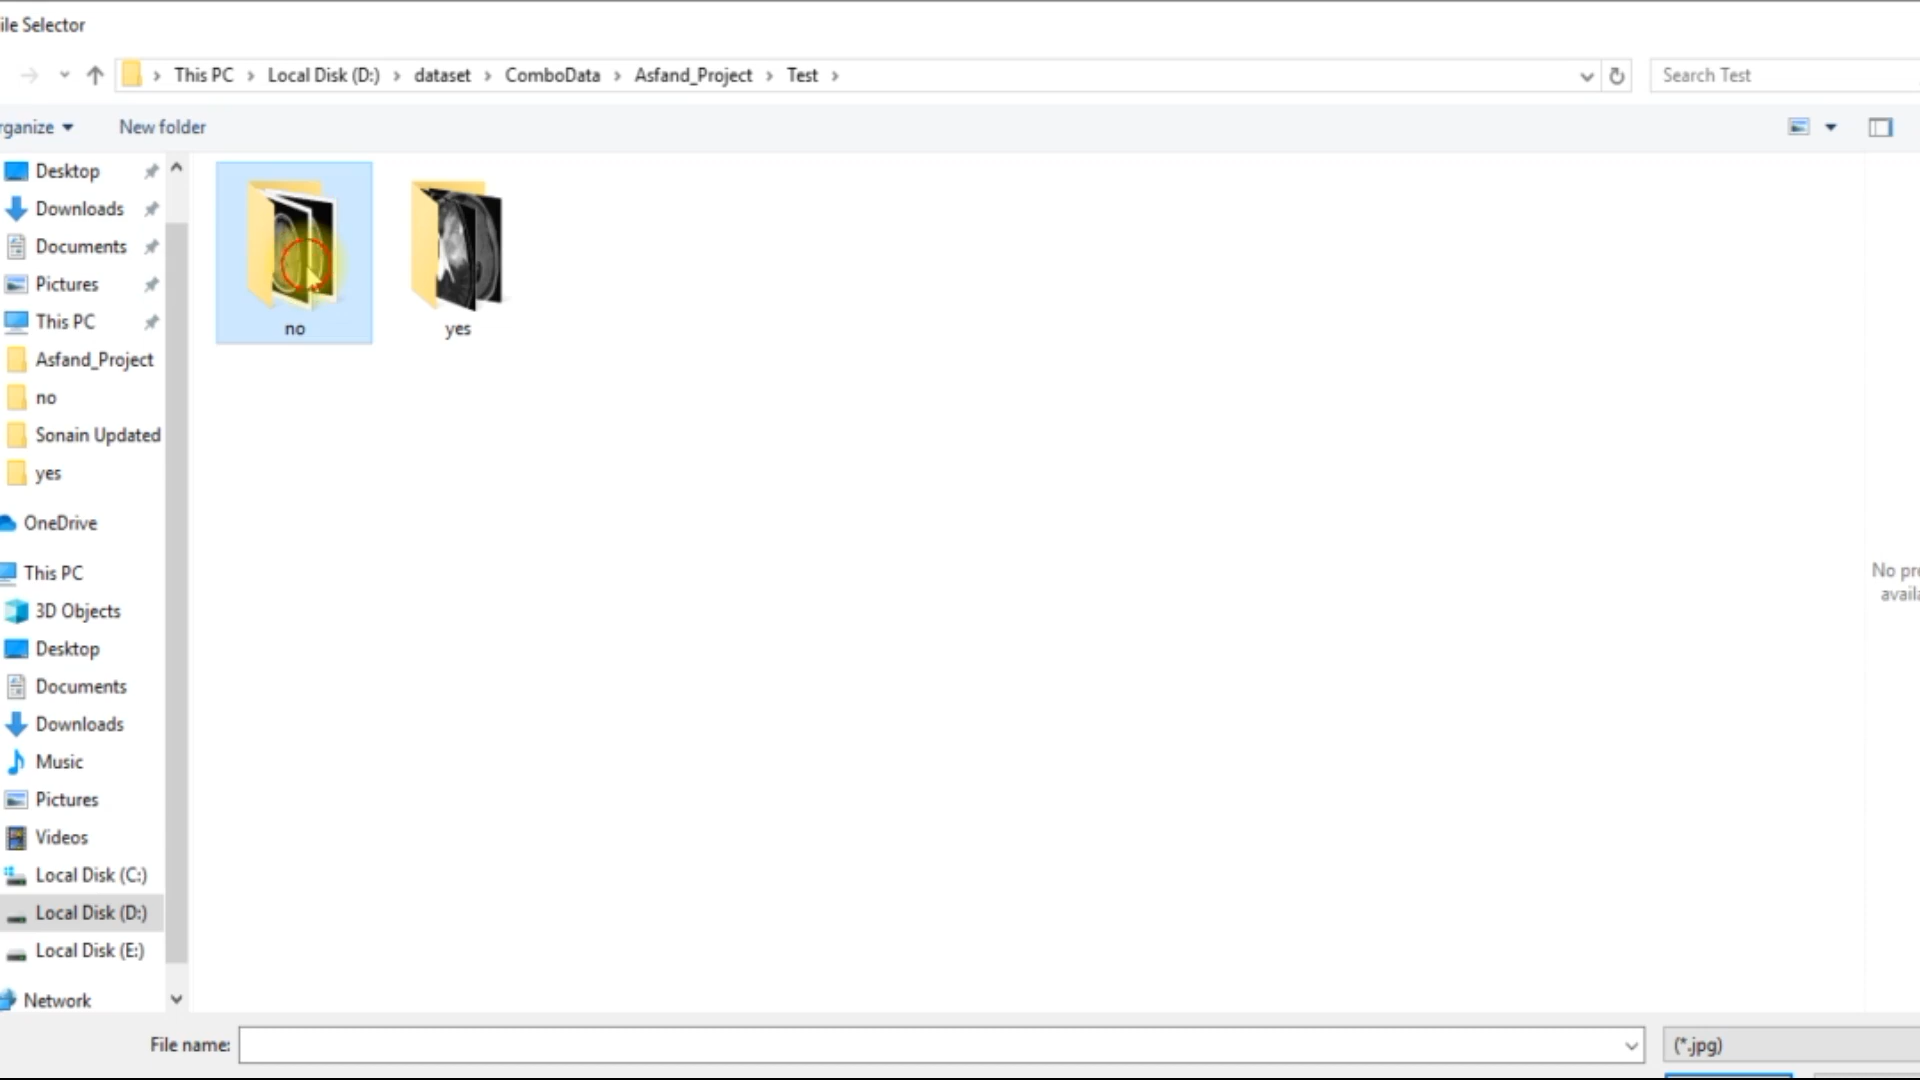 ile Selector
This PC > Local Disk (D:) > dataset > ComboData > Asfand_Project > Test >
Search Test
rganize
New folder
Desktop
Downloads
Documents
Pictures
This PC
Asfand_Project
no
Sonain Updated
yes
OneDrive
This PC
3D Objects
Desktop
Documents
Downloads
Music
Pictures
Videos
Local Disk (C:)
Local Disk (D:)
Local Disk (E:)
Network
no
yes
No pre
availa
File name:
(*.jpg)